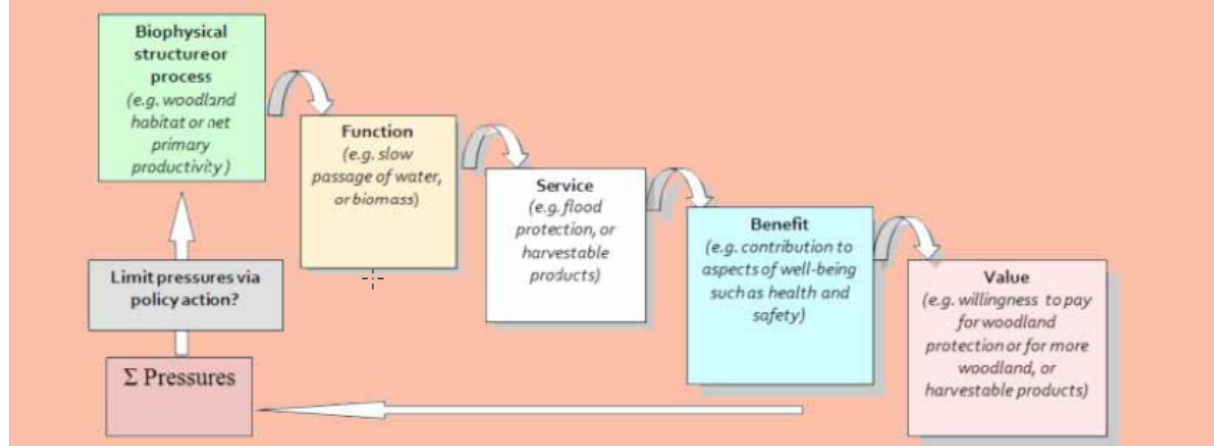 Biophysical
structure or
process
(e.g. woodland
habitat or net
primary
productivity)
Function
(e.g. slow
passage of water,
or biomass)
Service
(e.g. flood
protection, or
harvestable
products)
Benefit
(e.g. contribution to
aspects of well-being
such as health and
safety)
Value
(e.g. willingness to pay
for woodland
protection or for more
woodland, or
harvestable products)
Limit pressures via
policy action?
Σ Pressures